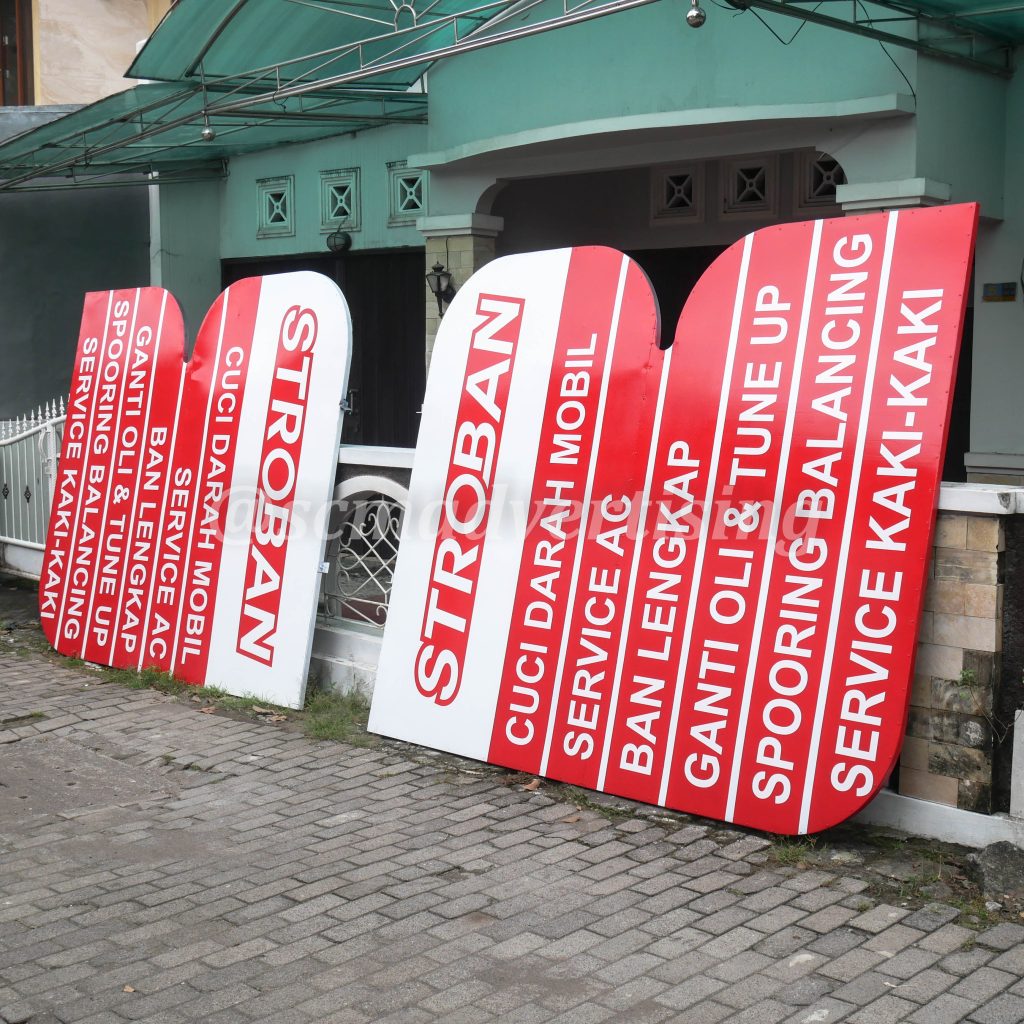 STROBAN
CUCI DARAH MOBIL
SERVICE AC
BAN LENGKAP
GANTI OLI & TUNE UP
SPOORING BALANCING
SERVICE KAKI-KAKI
STROBAN
CUCI DARAH MOBIL
SERVICE AC
BAN LENGKAP
GANTI OLI & TUNE UP
SPOORING BALANCING
SERVICE KAKI-KAKI
@scmadvertising